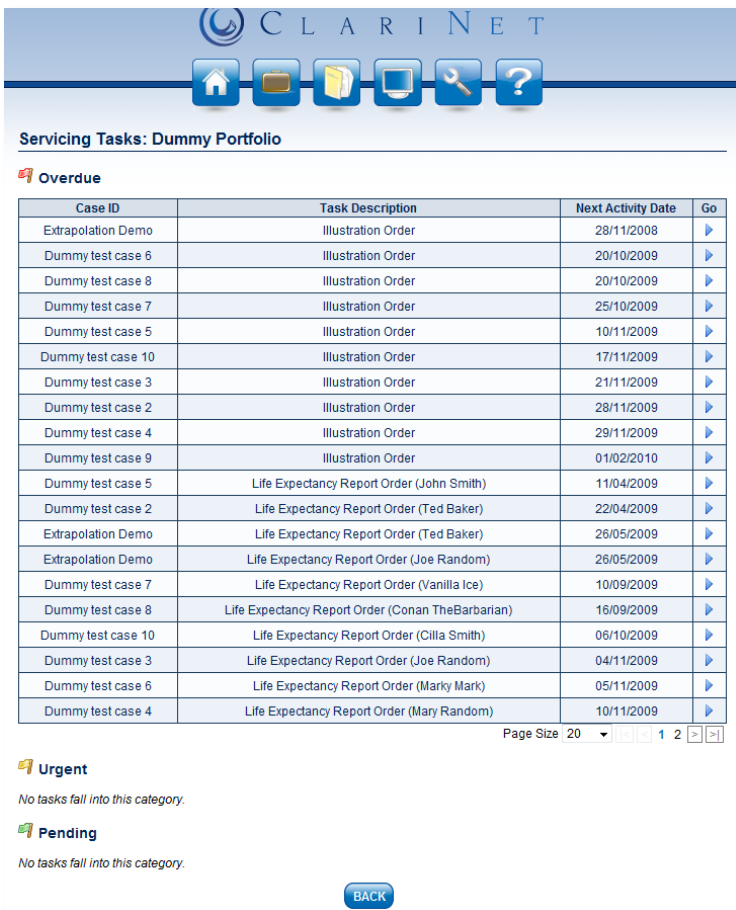 CLARINET
Servicing Tasks: Dummy Portfolio
Overdue
Case ID Task Description Next Activity Date Go
Extrapolation Demo Illustration Order 28/11/2008
Dummy test case 6 Illustration Order 20/10/2009
Dummy test case 8 Illustration Order 20/10/2009
Dummy test case 7 Illustration Order 25/10/2009
Dummy test case 5 Illustration Order 10/11/2009
Dummy test case 10 Illustration Order 17/11/2009
Dummy test case 3 Illustration Order 21/11/2009
Dummy test case 2 Illustration Order 28/11/2009
Dummy test case 4 Illustration Order 29/11/2009
Dummy test case 9 Illustration Order 01/02/2010
Dummy test case 5 Life Expectancy Report Order (John Smith) 11/04/2009
Dummy test case 2 Life Expectancy Report Order (Ted Baker) 22/04/2009
Extrapolation Demo Life Expectancy Report Order (Ted Baker) 26/05/2009
Extrapolation Demo Life Expectancy Report Order (Joe Random) 26/05/2009
Dummy test case 7 Life Expectancy Report Order (Vanilla Ice) 10/09/2009
Dummy test case 8 Life Expectancy Report Order (Conan TheBarbarian) 16/09/2009
Dummy test case 10 Life Expectancy Report Order (Cilla Smith) 06/10/2009
Dummy test case 3 Life Expectancy Report Order (Joe Random) 04/11/2009
Dummy test case 6 Life Expectancy Report Order (Marky Mark) 05/11/2009
Dummy test case 4 Life Expectancy Report Order (Mary Random) 10/11/2009
Page Size 20 |< < 1 2 > >|
Urgent
No tasks fall into this category.
Pending
No tasks fall into this category.
BACK